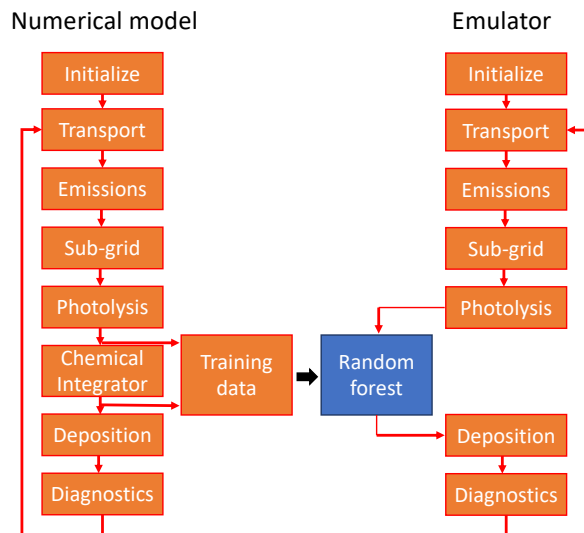 Numerical model
Emulator
Initialize
Transport
Emissions
Sub-grid
Photolysis
Chemical
Integrator
Deposition
Diagnostics
Training
data
Random
forest
Initialize
Transport
Emissions
Sub-grid
Photolysis
Deposition
Diagnostics